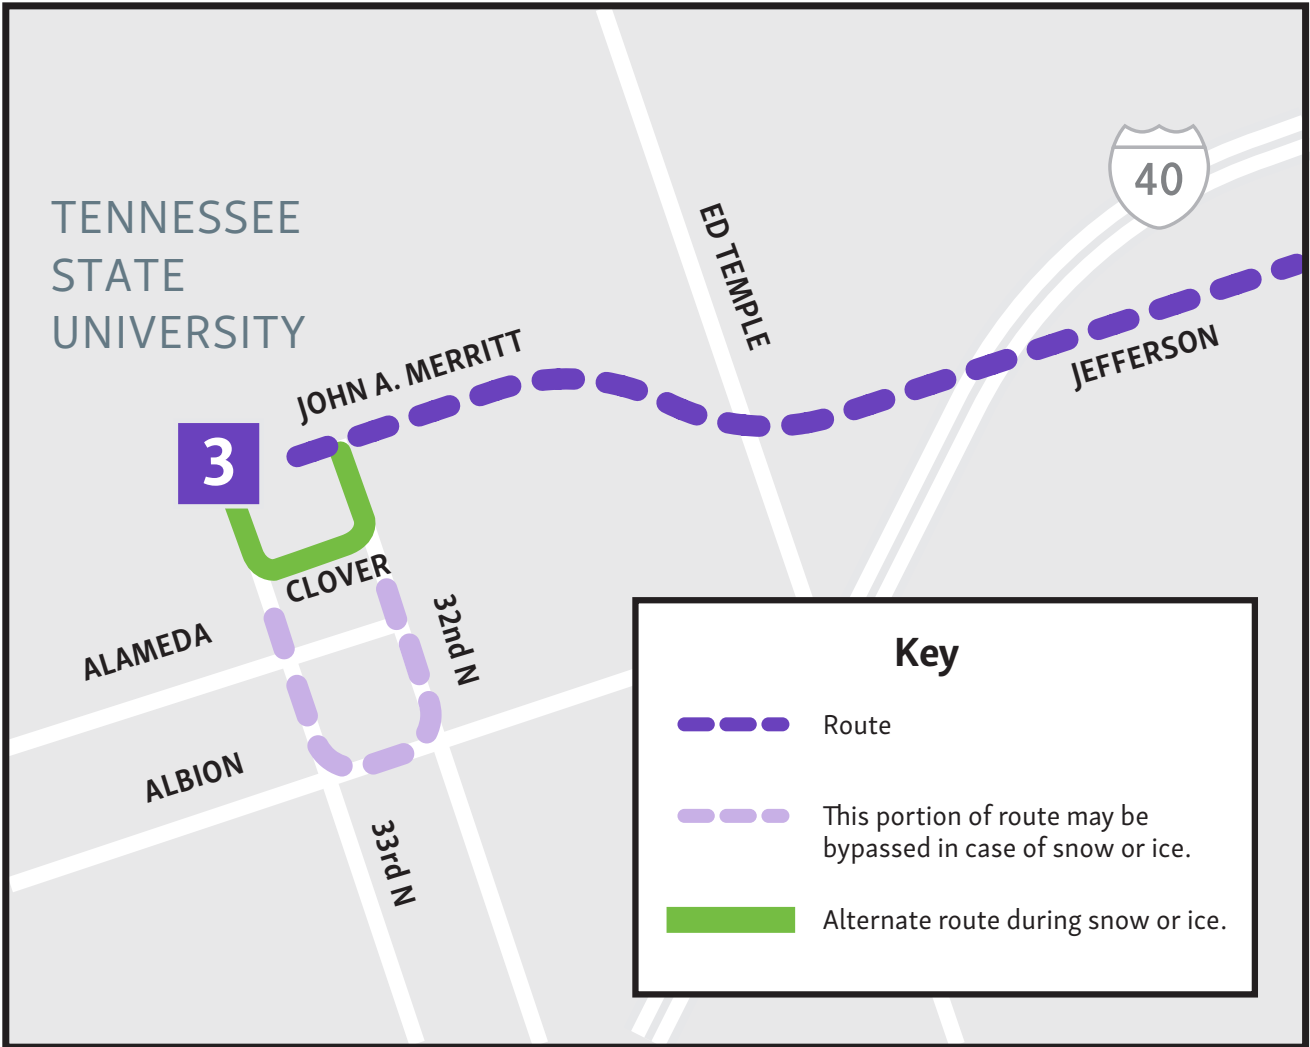 40
ED TEMPLE
TENNESSEE
STATE
UNIVERSITY
JOHN A. MERRITT
JEFFERSON
3
CLOVER
32nd N
ALAMEDA
ALBION
33rd N
Key
Route
This portion of route may be
bypassed in case of snow or ice.
Alternate route during snow or ice.